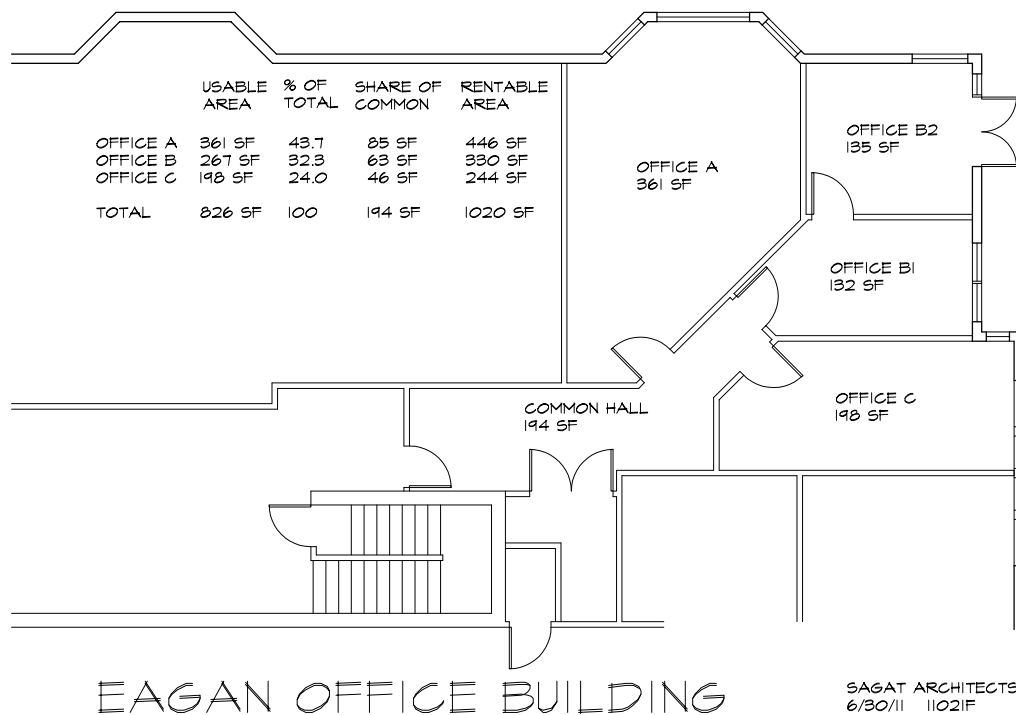 USABLE AREA % OF TOTAL SHARE OF COMMON RENTABLE AREA
OFFICE A 361 SF 43.7 85 SF 446 SF
OFFICE B 267 SF 32.3 63 SF 330 SF
OFFICE C 198 SF 24.0 46 SF 244 SF
TOTAL 826 SF 100 194 SF 1020 SF
OFFICE B2
135 SF
OFFICE A
361 SF
OFFICE B1
132 SF
OFFICE C
198 SF
COMMON HALL
194 SF
EAGAN OFFICE BUILDING
SAGAT ARCHITECTS
6/30/11 11021F